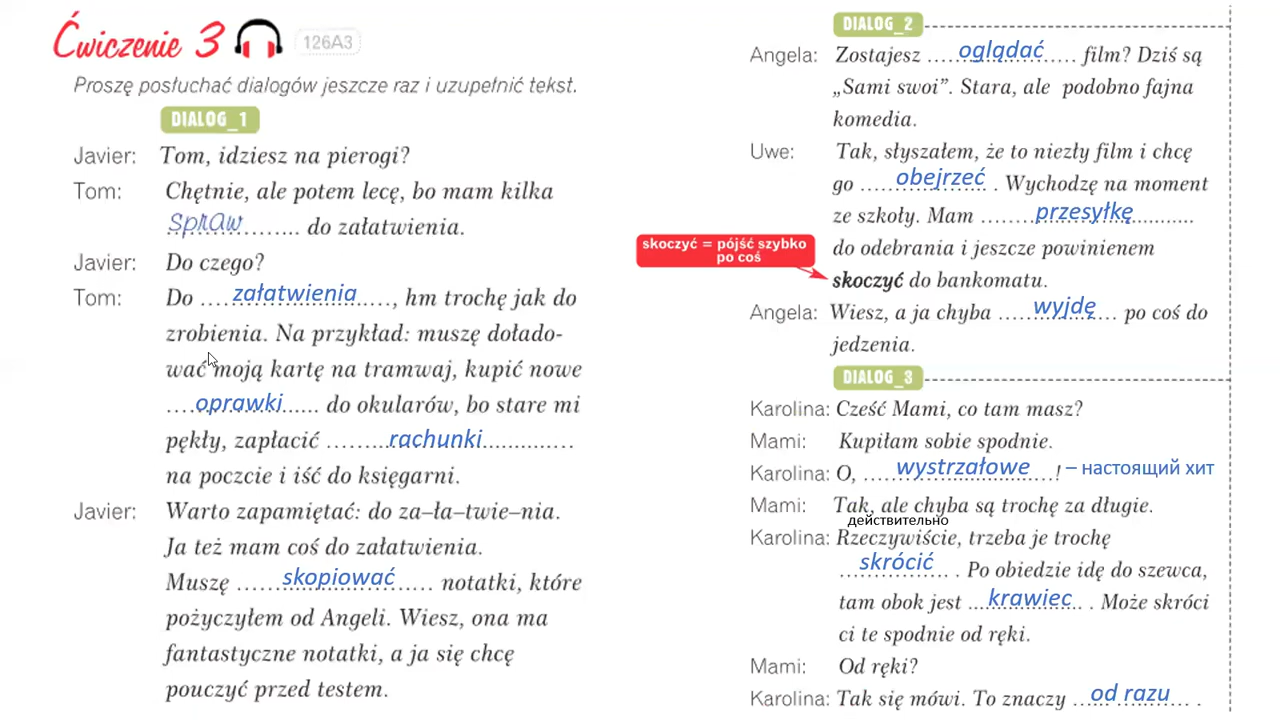 Ćwiczenie 3 126A3
Proszę posłuchać dialogów jeszcze raz i uzupełnić tekst.
DIALOG_1
Javier: Tom, idziesz na pierogi?
Tom: Chętnie, ale potem lecę, bo mam kilka
spraw do załatwienia.
Javier: Do czego?
Tom: Do załatwienia, hm trochę jak do
zrobienia. Na przykład: muszę dołado-
wać moją kartę na tramwaj, kupić nowe
oprawki do okularów, bo stare mi
pękły, zapłacić rachunki
na poczcie i iść do księgarni.
Javier: Warto zapamiętać: do za–ła–twie–nia.
Ja też mam coś do załatwienia.
Muszę skopiować notatki, które
pożyczyłem od Angeli. Wiesz, ona ma
fantastyczne notatki, a ja się chcę
pouczyć przed testem.
DIALOG_2
Angela: Zostajesz oglądać film? Dziś są
„Sami swoi”. Stara, ale podobno fajna
komedia.
Uwe: Tak, słyszałem, że to niezły film i chcę
go obejrzeć. Wychodzę na moment
ze szkoły. Mam przesyłkę
do odebrania i jeszcze powinienem
skoczyć = pójść szybko
po coś
skoczyć do bankomatu.
Angela: Wiesz, a ja chyba wyjdę po coś do
jedzenia.
DIALOG_3
Karolina: Cześć Mami, co tam masz?
Mami: Kupiłam sobie spodnie.
Karolina: O, wystrzałowe! – настоящий хит
Mami: Tak, ale chyba są trochę za długie.
действительно
Karolina: Rzeczywiście, trzeba je trochę
skrócić. Po obiedzie idę do szewca,
tam obok jest krawiec. Może skróci
ci te spodnie od ręki.
Mami: Od ręki?
Karolina: Tak się mówi. To znaczy od razu.